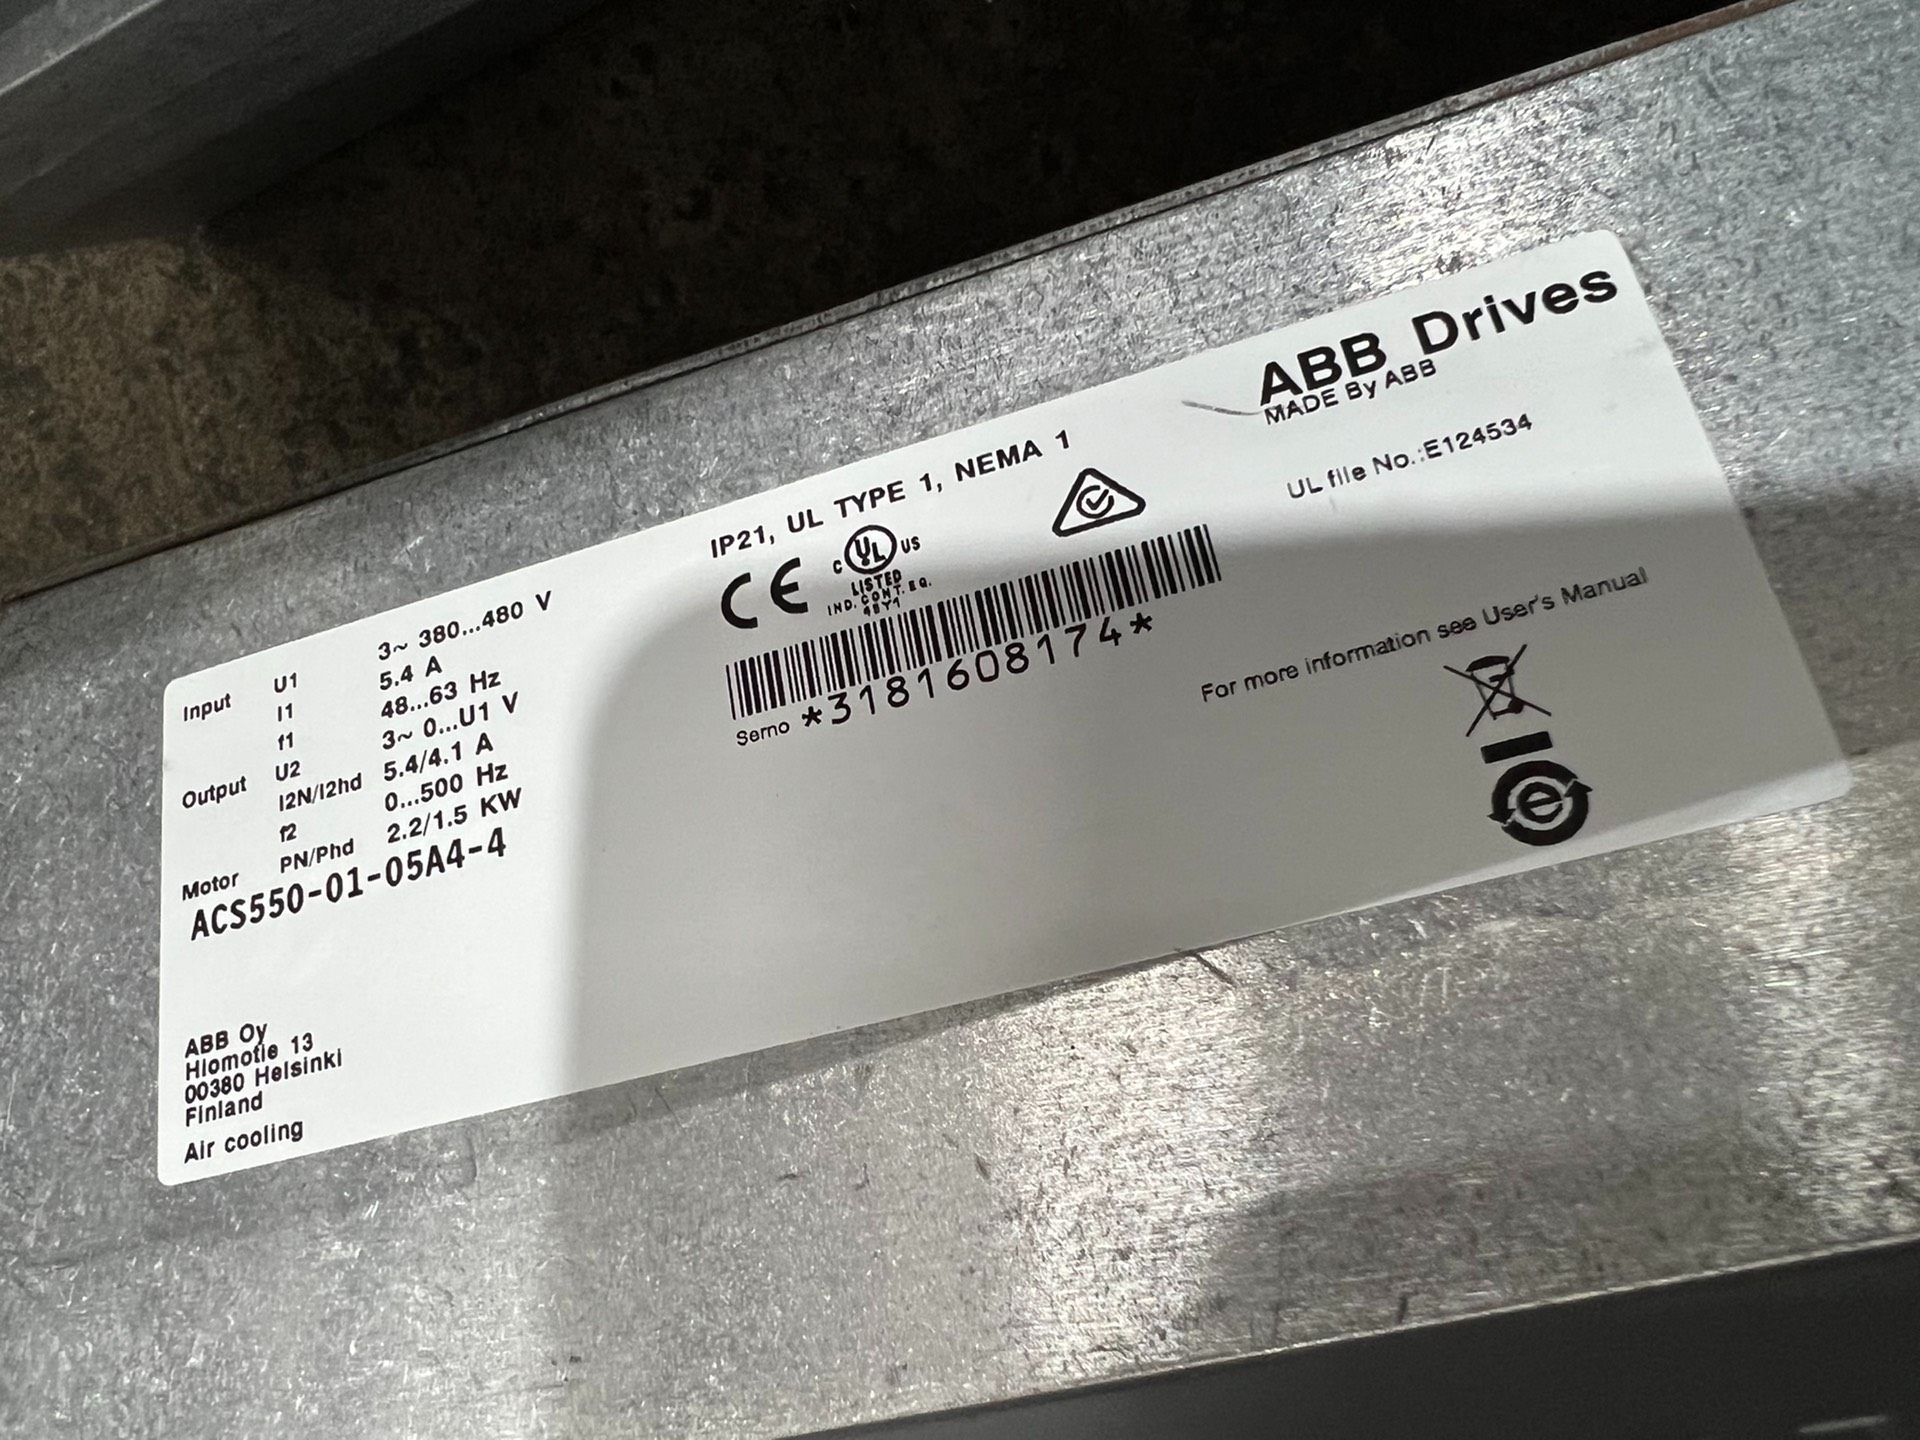 ABB Drives
MADE By ABB
IP21, UL TYPE 1, NEMA 1
UL file No.:E124534
CE
C UL US
LISTED
IND. CONT. EQ.
45Y1
Input U1 3~ 380...480 V
I1 5.4 A
f1 48...63 Hz
Output U2 3~ 0...U1 V
I2N/I2hd 5.4/4.1 A
f2 0...500 Hz
Motor PN/Phd 2.2/1.5 KW
ACS550-01-05A4-4
Serno *3181608174*
For more information see User's Manual
e
ABB Oy
Hiomotie 13
00380 Helsinki
Finland
Air cooling